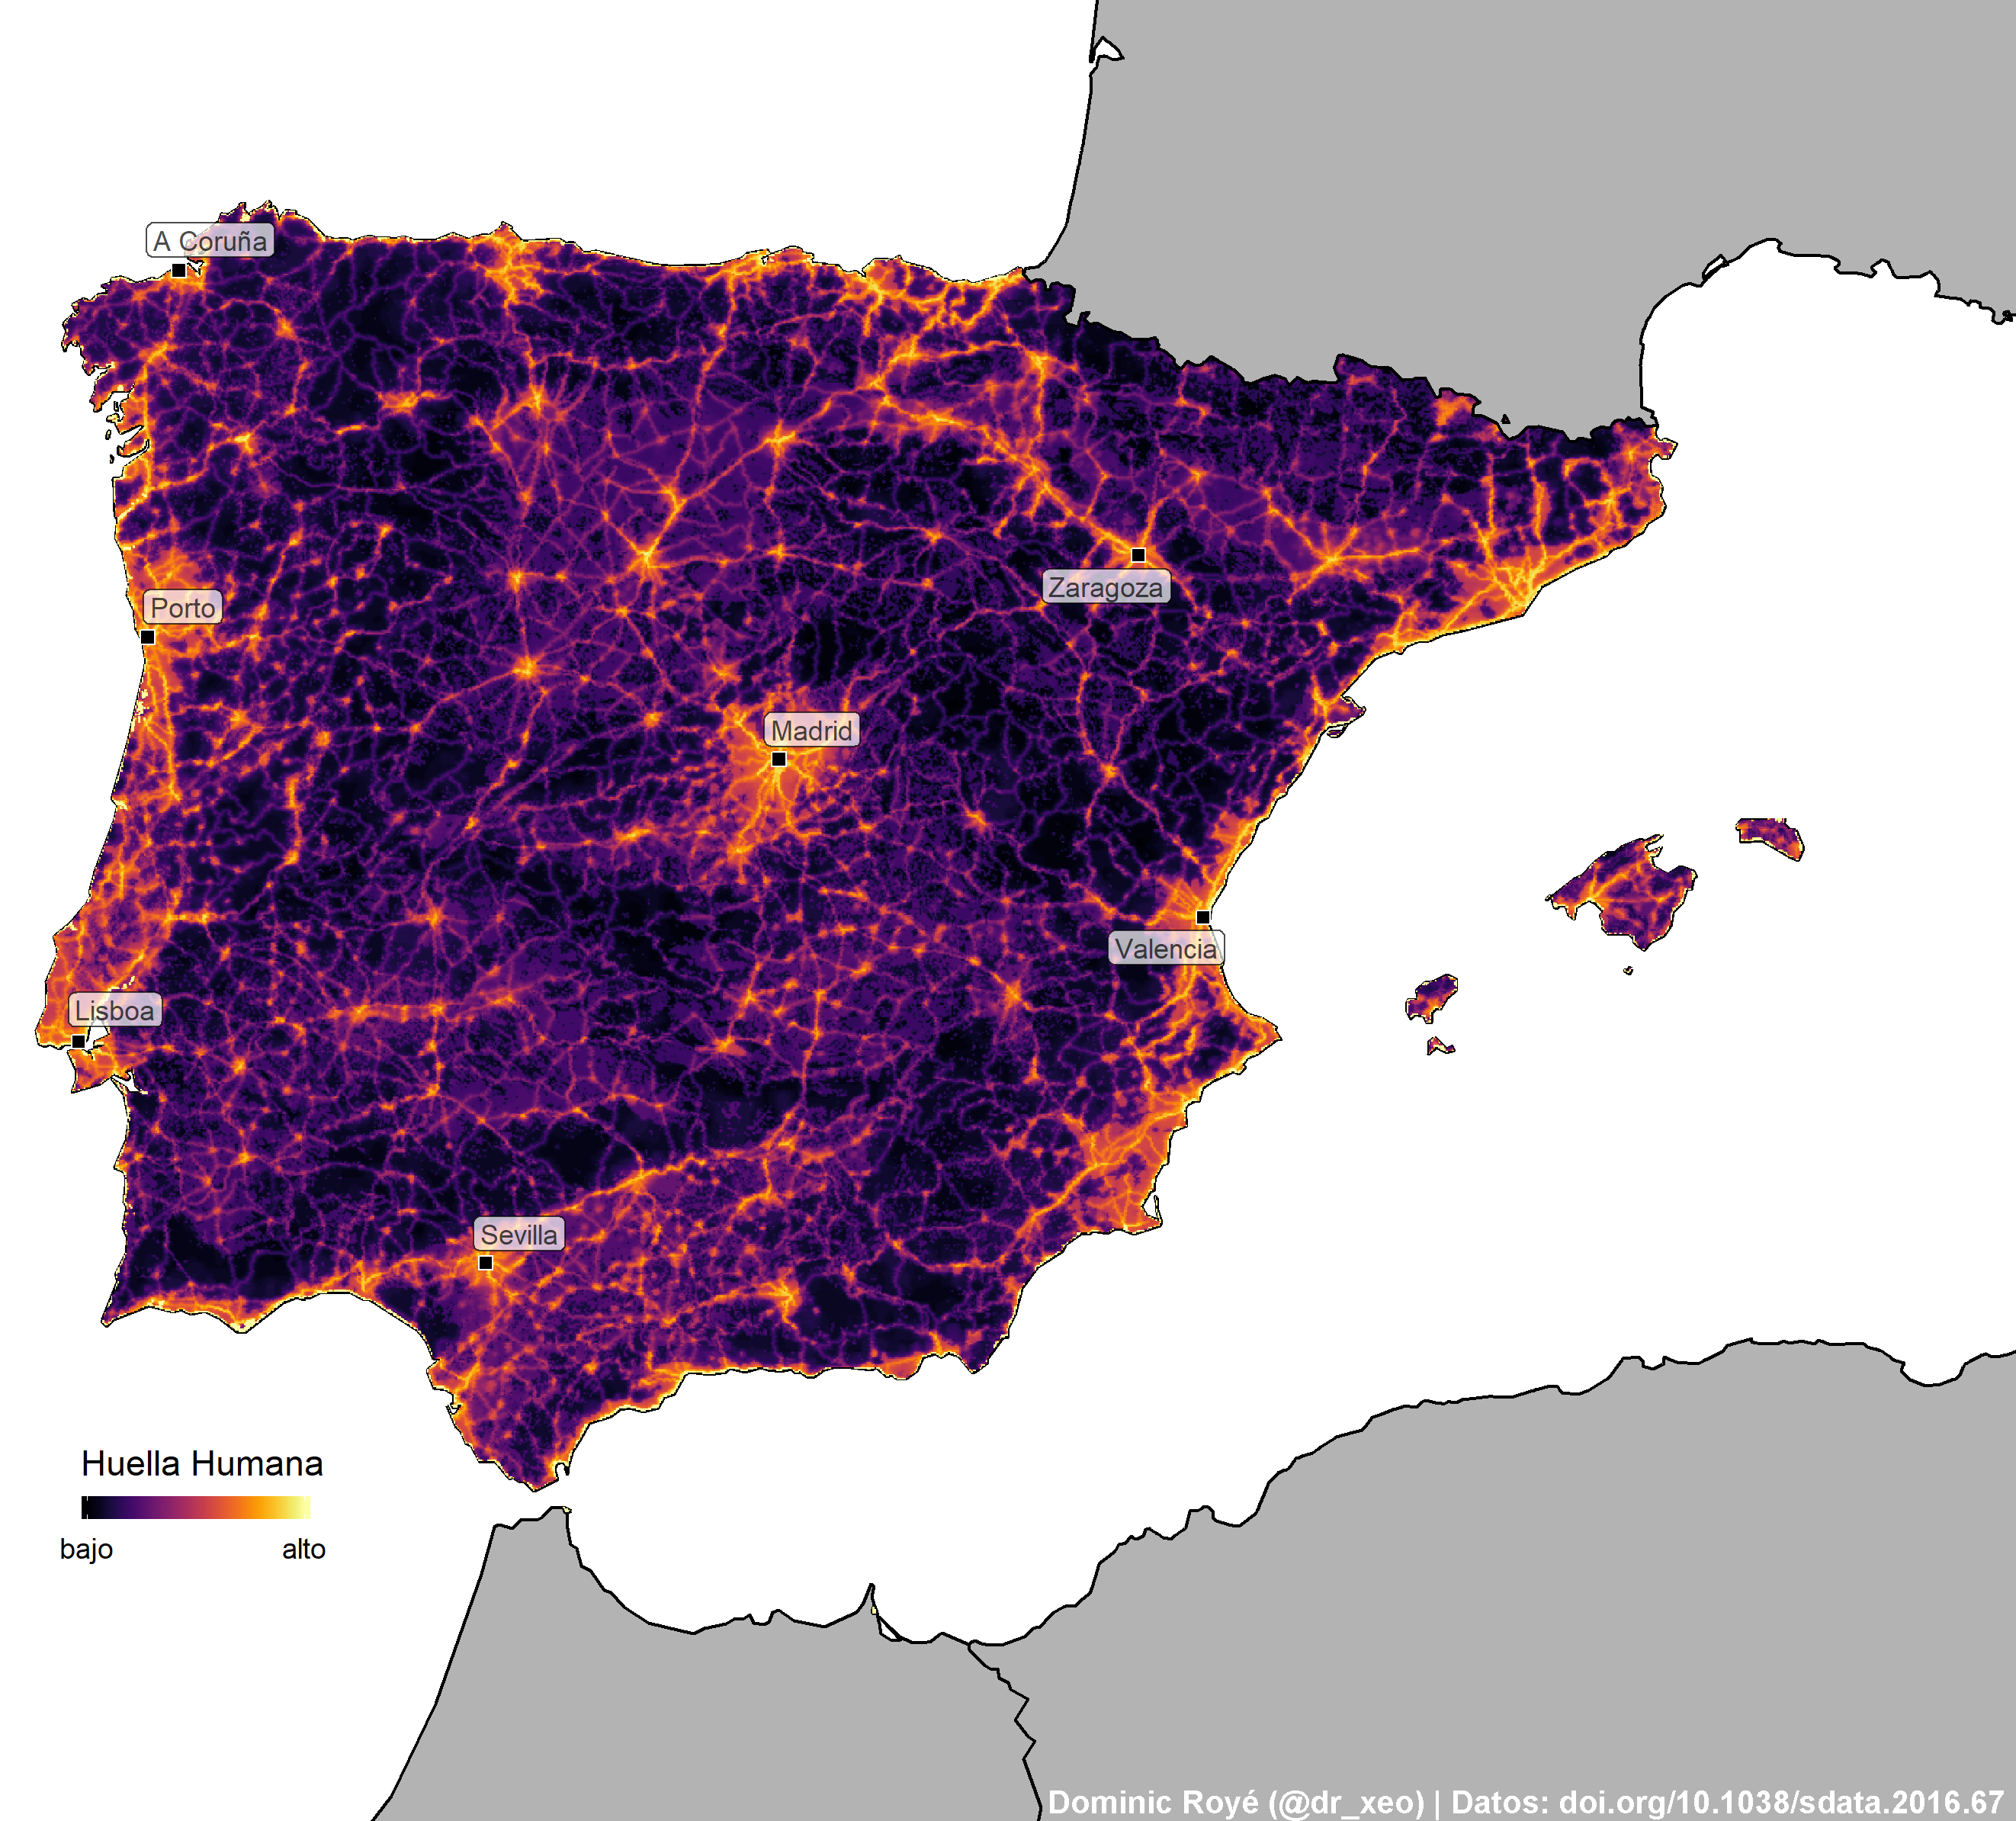 A Coruña
Zaragoza
Porto
Madrid
Valencia
Lisboa
Sevilla
Huella Humana
bajo alto
Dominic Royé (@dr_xeo) | Datos: doi.org/10.1038/sdata.2016.67